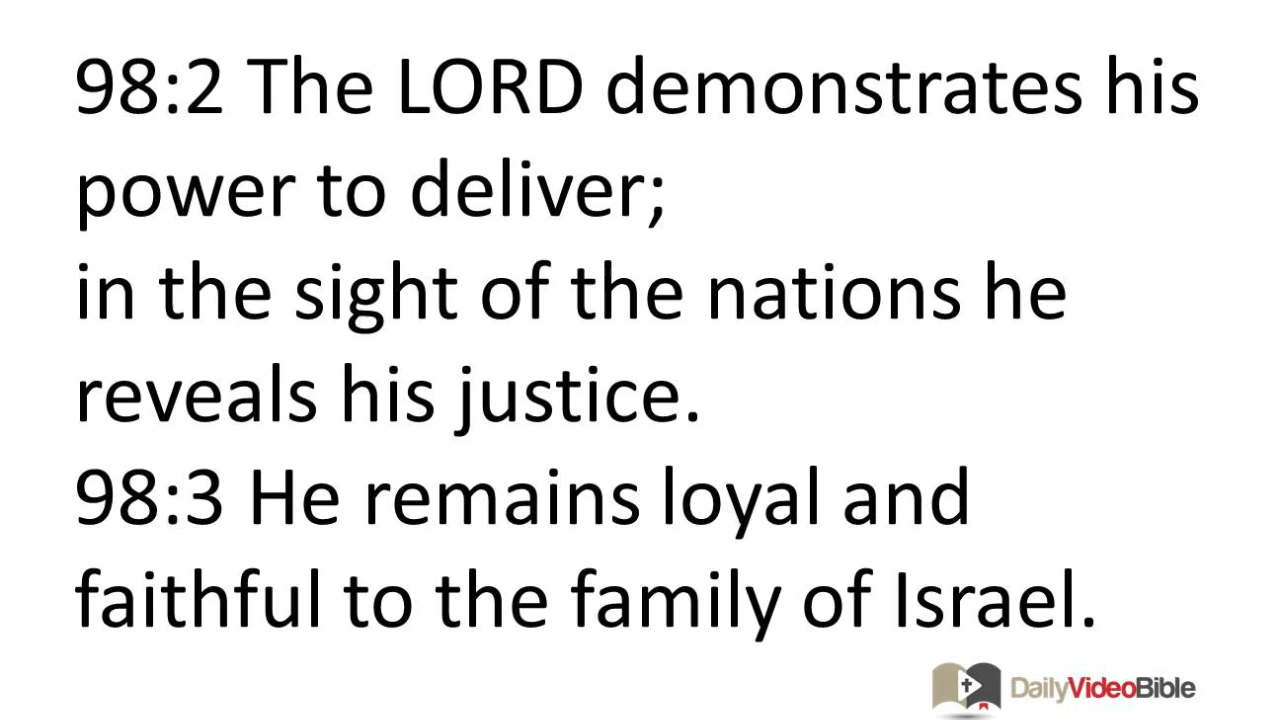 98:2 The LORD demonstrates his
power to deliver;
in the sight of the nations he
reveals his justice.
98:3 He remains loyal and
faithful to the family of Israel.
DailyVideoBible